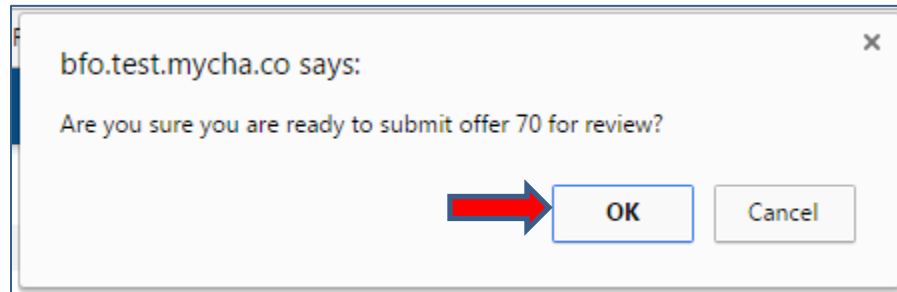 bfo.test.mycha.co says:
Are you sure you are ready to submit offer 70 for review?
OK
Cancel